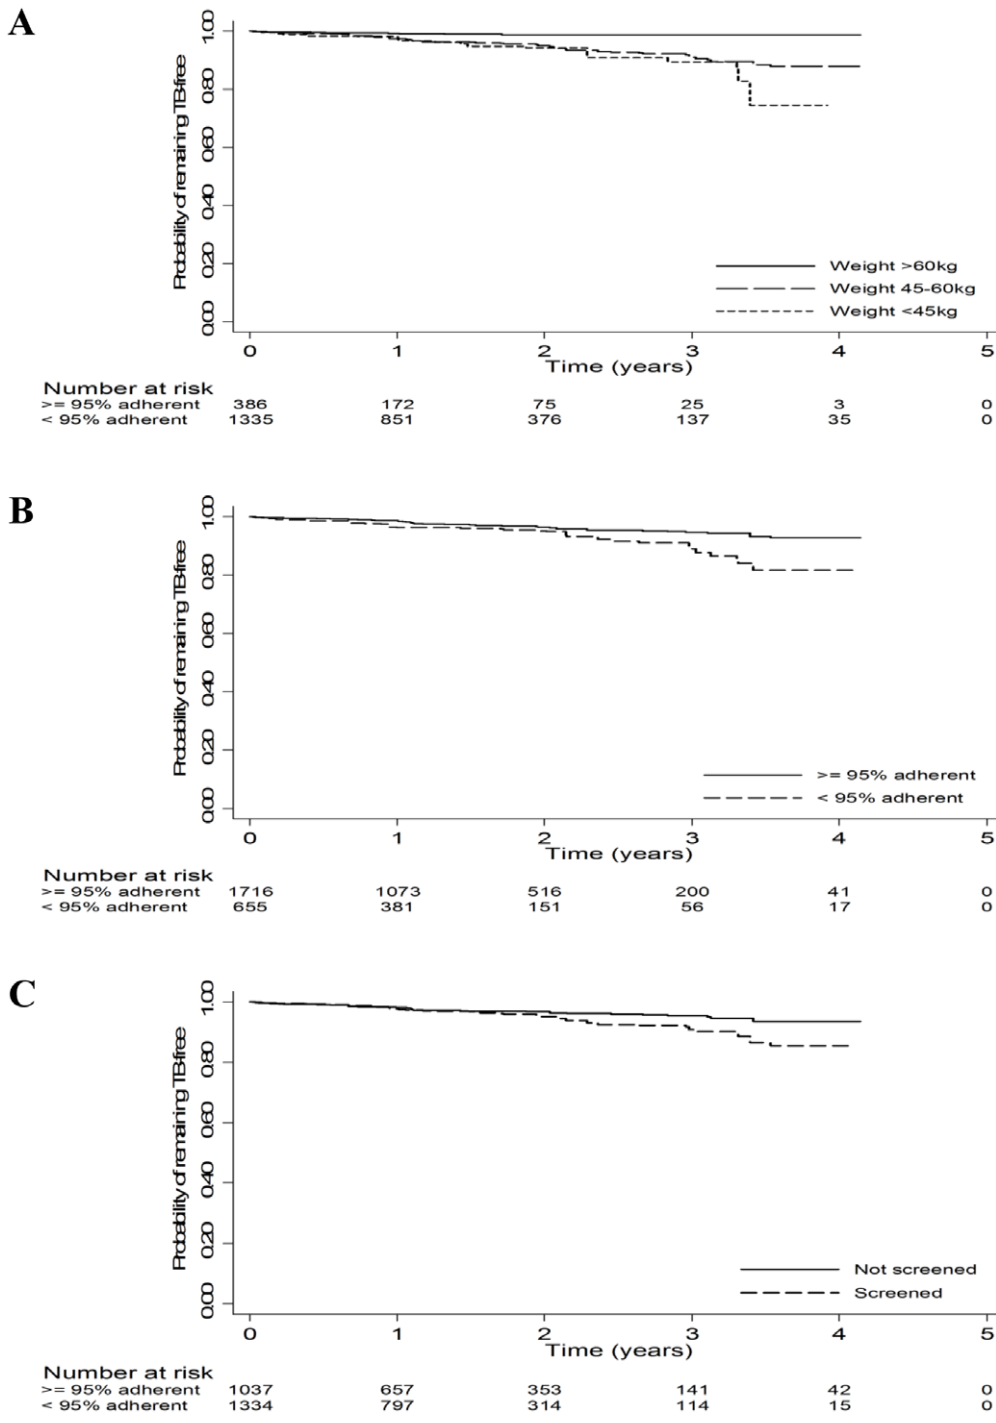 A
Probability of remaining TB-free
1.00
0.80
0.60
0.40
0.20
0.00
Weight >60kg
Weight 45-60kg
Weight <45kg
0 1 2 3 4 5
Time (years)
Number at risk
>= 95% adherent 386 172 75 25 3 0
< 95% adherent 1335 851 376 137 35 0
B
Probability of remaining TB-free
1.00
0.80
0.60
0.40
0.20
0.00
>= 95% adherent
< 95% adherent
0 1 2 3 4 5
Time (years)
Number at risk
>= 95% adherent 1716 1073 516 200 41 0
< 95% adherent 655 381 151 56 17 0
C
Probability of remaining TB-free
1.00
0.80
0.60
0.40
0.20
0.00
Not screened
Screened
0 1 2 3 4 5
Time (years)
Number at risk
>= 95% adherent 1037 657 353 141 42 0
< 95% adherent 1334 797 314 114 15 0